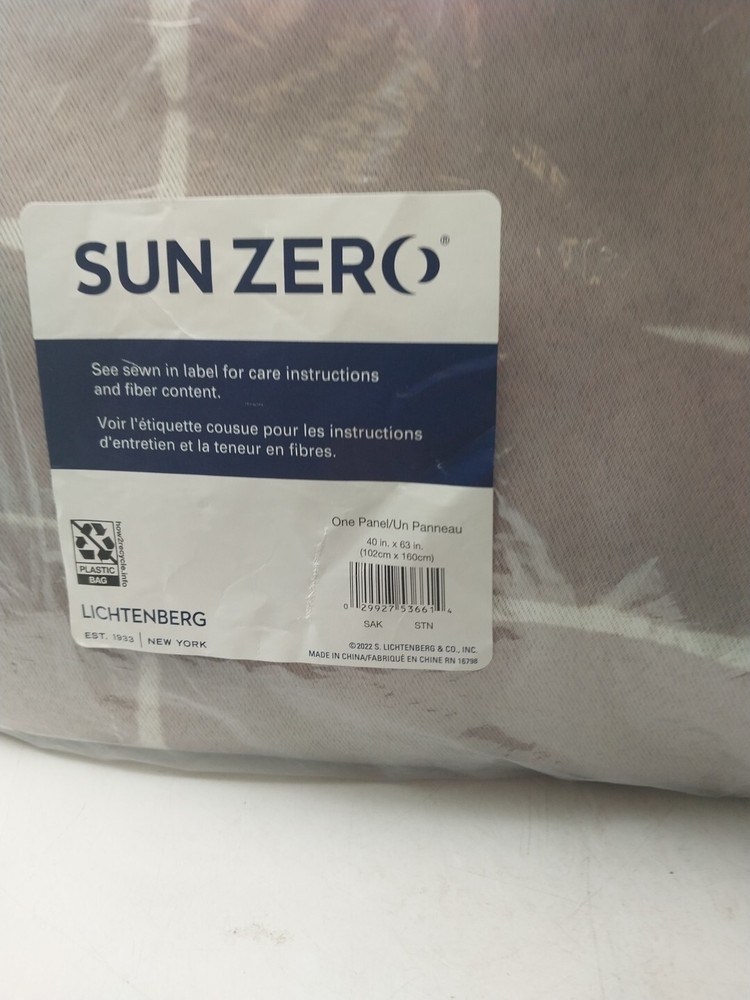 SUN ZERO®
See sewn in label for care instructions
and fiber content.
Voir l'étiquette cousue pour les instructions
d'entretien et la teneur en fibres.
how2recycle.info
PLASTIC
BAG
LICHTENBERG
EST. 1933 | NEW YORK
One Panel/Un Panneau
40 in. x 63 in.
(102cm x 160cm)
0 29927 53661 4
SAK STN
©2022 S. LICHTENBERG & CO., INC.
MADE IN CHINA/FABRIQUÉ EN CHINE RN 16798